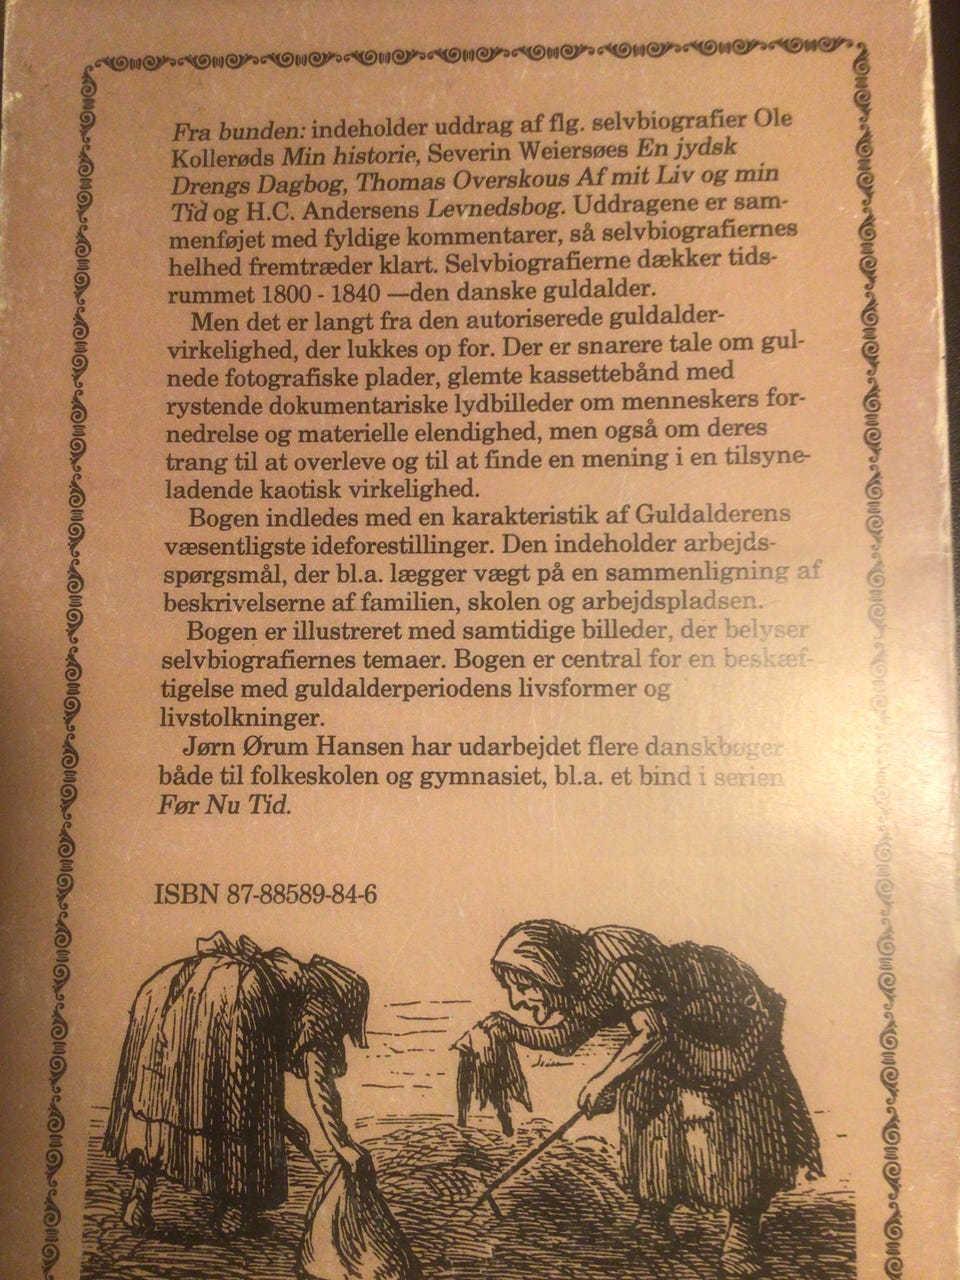 Fra bunden: indeholder uddrag af flg. selvbiografier Ole
Kollerøds Min historie, Severin Weiersøes En jydsk
Drengs Dagbog, Thomas Overskous Af mit Liv og min
Tid og H.C. Andersens Levnedsbog. Uddragene er sam-
menføjet med fyldige kommentarer, så selvbiografiernes
helhed fremtræder klart. Selvbiografierne dækker tids-
rummet 1800 - 1840 —den danske guldalder.
Men det er langt fra den autoriserede guldalder-
virkelighed, der lukkes op for. Der er snarere tale om gul-
nede fotografiske plader, glemte kassettebånd med
rystende dokumentariske lydbilleder om menneskers for-
nedrelse og materielle elendighed, men også om deres
trang til at overleve og til at finde en mening i en tilsyne-
ladende kaotisk virkelighed.
Bogen indledes med en karakteristik af Guldalderens
væsentligste ideforestillinger. Den indeholder arbejds-
spørgsmål, der bl.a. lægger vægt på en sammenligning af
beskrivelserne af familien, skolen og arbejdspladsen.
Bogen er illustreret med samtidige billeder, der belyser
selvbiografiernes temaer. Bogen er central for en beskæf-
tigelse med guldalderperiodens livsformer og
livstolkninger.
Jørn Ørum Hansen har udarbejdet flere danskbøger
både til folkeskolen og gymnasiet, bl.a. et bind i serien
Før Nu Tid.
ISBN 87-88589-84-6